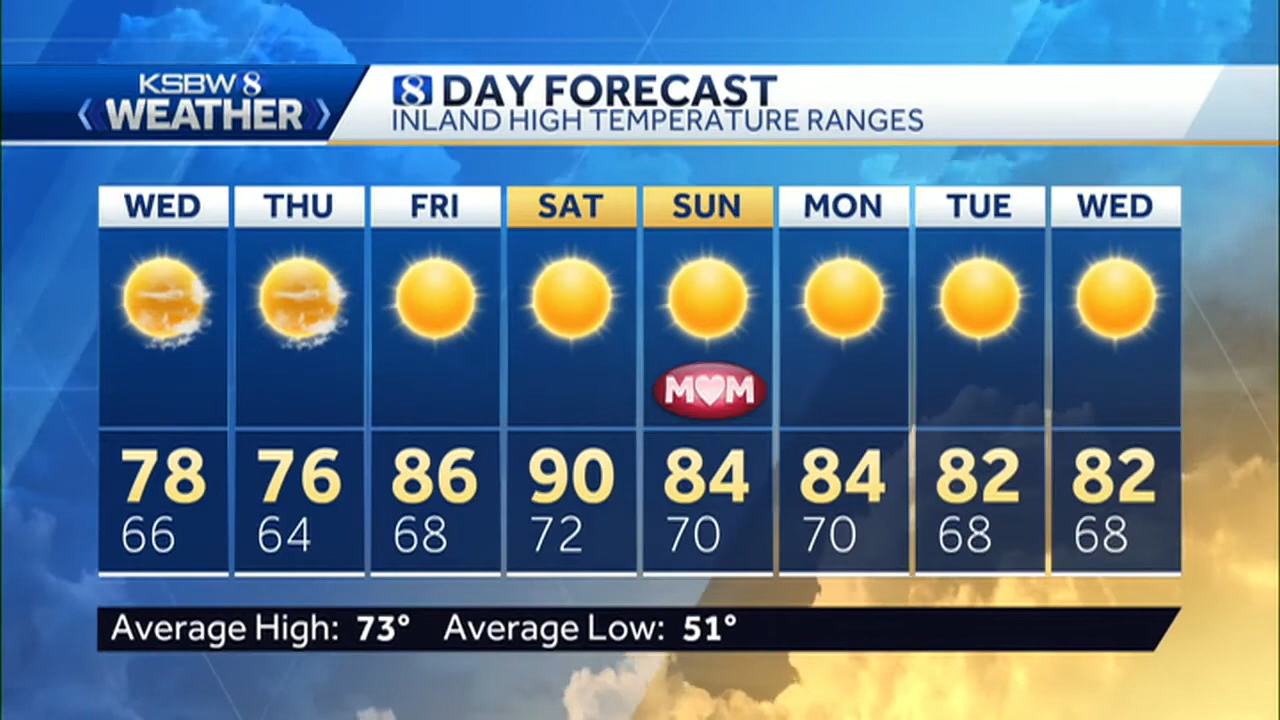 KSBW 8
WEATHER
8 DAY FORECAST
INLAND HIGH TEMPERATURE RANGES
WED THU FRI SAT SUN MON TUE WED
M♥M
78 76 86 90 84 84 82 82
66 64 68 72 70 70 68 68
Average High: 73° Average Low: 51°